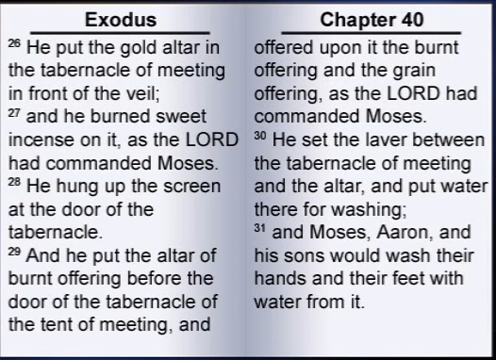 Exodus
26 He put the gold altar in
the tabernacle of meeting
in front of the veil;
27 and he burned sweet
incense on it, as the LORD
had commanded Moses.
28 He hung up the screen
at the door of the
tabernacle.
29 And he put the altar of
burnt offering before the
door of the tabernacle of
the tent of meeting, and
Chapter 40
offered upon it the burnt
offering and the grain
offering, as the LORD had
commanded Moses.
30 He set the laver between
the tabernacle of meeting
and the altar, and put water
there for washing;
31 and Moses, Aaron, and
his sons would wash their
hands and their feet with
water from it.